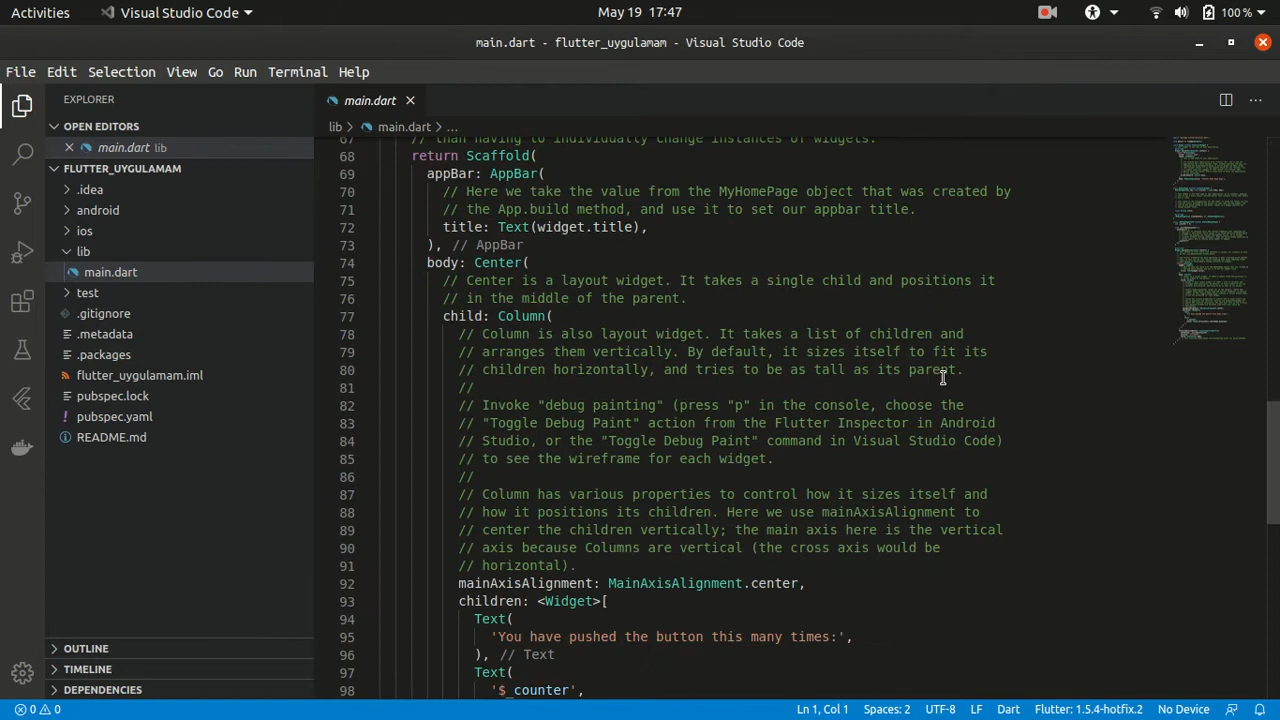 Activities
Visual Studio Code
May 19 17:47
100 %
main.dart - flutter_uygulamam - Visual Studio Code
File Edit Selection View Go Run Terminal Help
EXPLORER
OPEN EDITORS
main.dart lib
FLUTTER_UYGULAMAM
.idea
android
ios
lib
main.dart
test
.gitignore
.metadata
.packages
flutter_uygulamam.iml
pubspec.lock
pubspec.yaml
README.md
OUTLINE
TIMELINE
DEPENDENCIES
main.dart
lib > main.dart > ...
67 // than having to individually change instances of widgets.
68 return Scaffold(
69 appBar: AppBar(
70 // Here we take the value from the MyHomePage object that was created by
71 // the App.build method, and use it to set our appbar title.
72 title: Text(widget.title),
73 ), // AppBar
74 body: Center(
75 // Center is a layout widget. It takes a single child and positions it
76 // in the middle of the parent.
77 child: Column(
78 // Column is also layout widget. It takes a list of children and
79 // arranges them vertically. By default, it sizes itself to fit its
80 // children horizontally, and tries to be as tall as its parent.
81 //
82 // Invoke "debug painting" (press "p" in the console, choose the
83 // "Toggle Debug Paint" action from the Flutter Inspector in Android
84 // Studio, or the "Toggle Debug Paint" command in Visual Studio Code)
85 // to see the wireframe for each widget.
86 //
87 // Column has various properties to control how it sizes itself and
88 // how it positions its children. Here we use mainAxisAlignment to
89 // center the children vertically; the main axis here is the vertical
90 // axis because Columns are vertical (the cross axis would be
91 // horizontal).
92 mainAxisAlignment: MainAxisAlignment.center,
93 children: <Widget>[
94 Text(
95 'You have pushed the button this many times:',
96 ), // Text
97 Text(
98 '$_counter',
0 0
Ln 1, Col 1 Spaces: 2 UTF-8 LF Dart Flutter: 1.5.4-hotfix.2 No Device